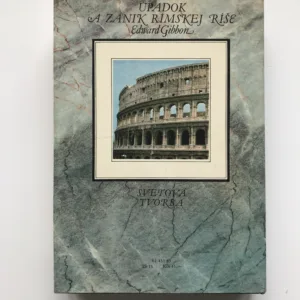 ÚPADOK
A ZÁNIK RÍMSKEJ RÍŠE
Edward Gibbon
SVETOVÁ
TVORBA